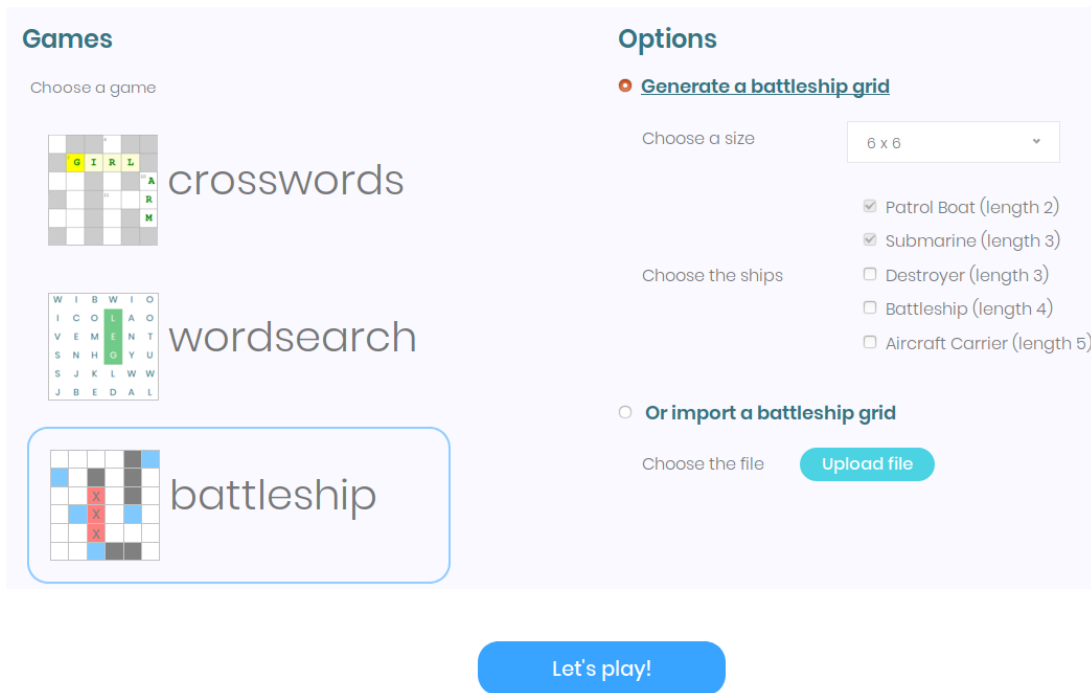 Games
Choose a game
G I R L
A
R
M
crosswords
W I B W I O
I C O L A O
V E M E N T
S N H G Y U
S J K L W W
J B E D A L
wordsearch
X
X
X
battleship
Options
Generate a battleship grid
Choose a size
6 x 6
Choose the ships
Patrol Boat (length 2)
Submarine (length 3)
Destroyer (length 3)
Battleship (length 4)
Aircraft Carrier (length 5)
Or import a battleship grid
Choose the file
Upload file
Let's play!